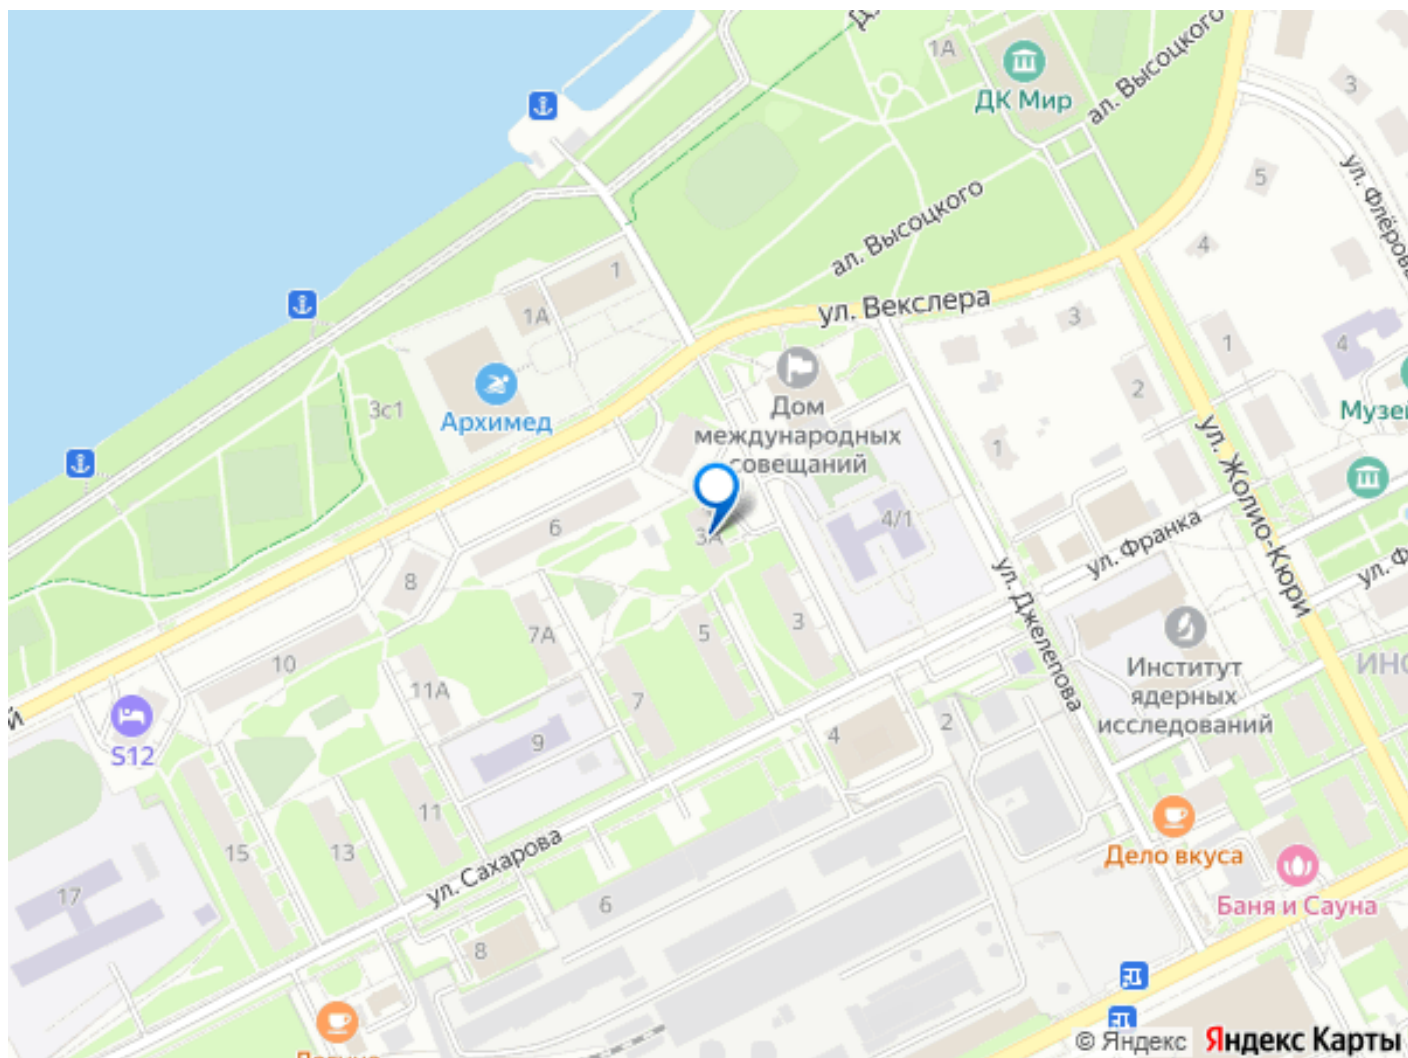 1А
ДК Мир
ал. Высоцкого
3
5
ул. Флёрова
ал. Высоцкого
4
1
1А
ул. Векслера
3
1
4
Архимед
3с1
Дом
международных
совещаний
2
1
Музей
ул. Жолио-Кюри
6
3А
4/1
ул. Франка
8
7А
5
3
ул. Джелепова
Институт
ядерных
исследований
10
11А
7
9
4
2
S12
11
15
13
17
ул. Сахарова
6
8
Дело вкуса
Баня и Сауна
© Яндекс Яндекс Карты